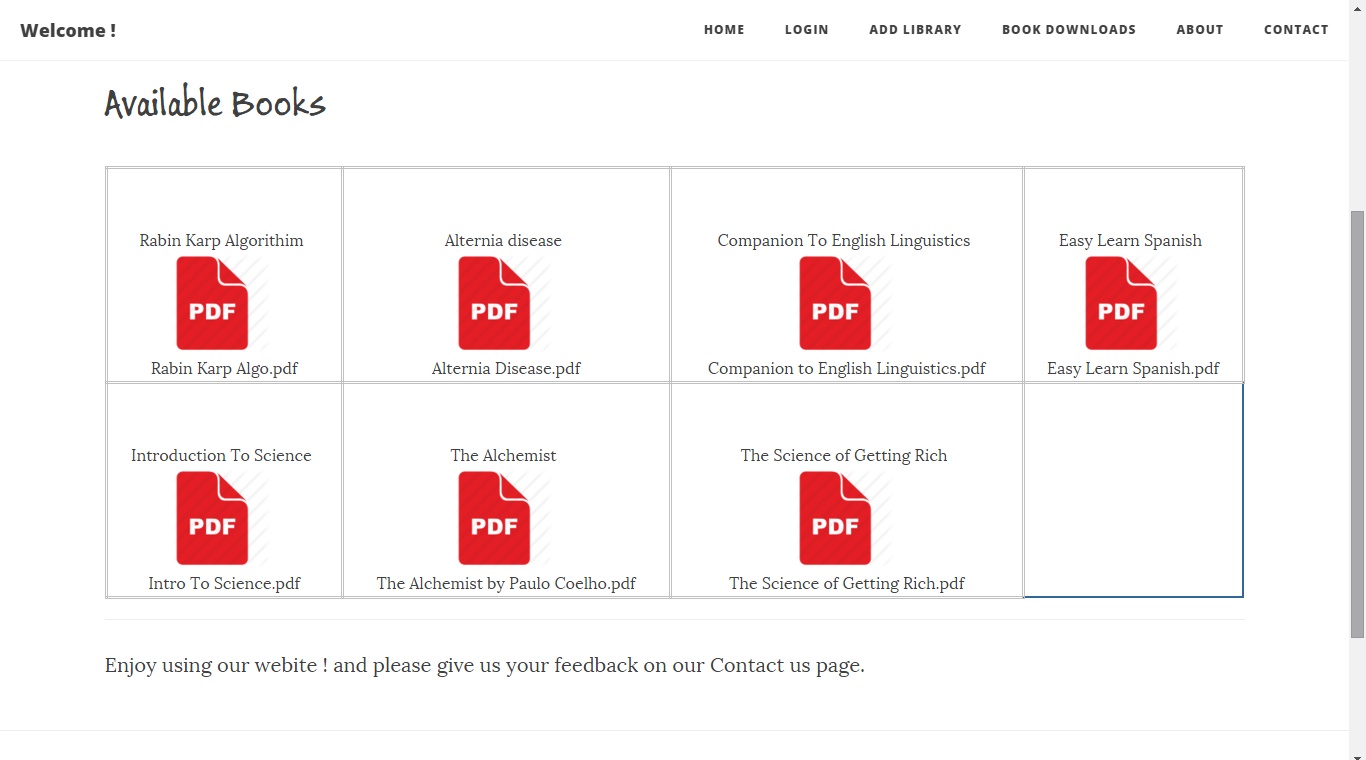 Welcome !
HOME LOGIN ADD LIBRARY BOOK DOWNLOADS ABOUT CONTACT
Available Books
Rabin Karp Algorithim
PDF
Rabin Karp Algo.pdf
Alternia disease
PDF
Alternia Disease.pdf
Companion To English Linguistics
PDF
Companion to English Linguistics.pdf
Easy Learn Spanish
PDF
Easy Learn Spanish.pdf
Introduction To Science
PDF
Intro To Science.pdf
The Alchemist
PDF
The Alchemist by Paulo Coelho.pdf
The Science of Getting Rich
PDF
The Science of Getting Rich.pdf
Enjoy using our webite ! and please give us your feedback on our Contact us page.